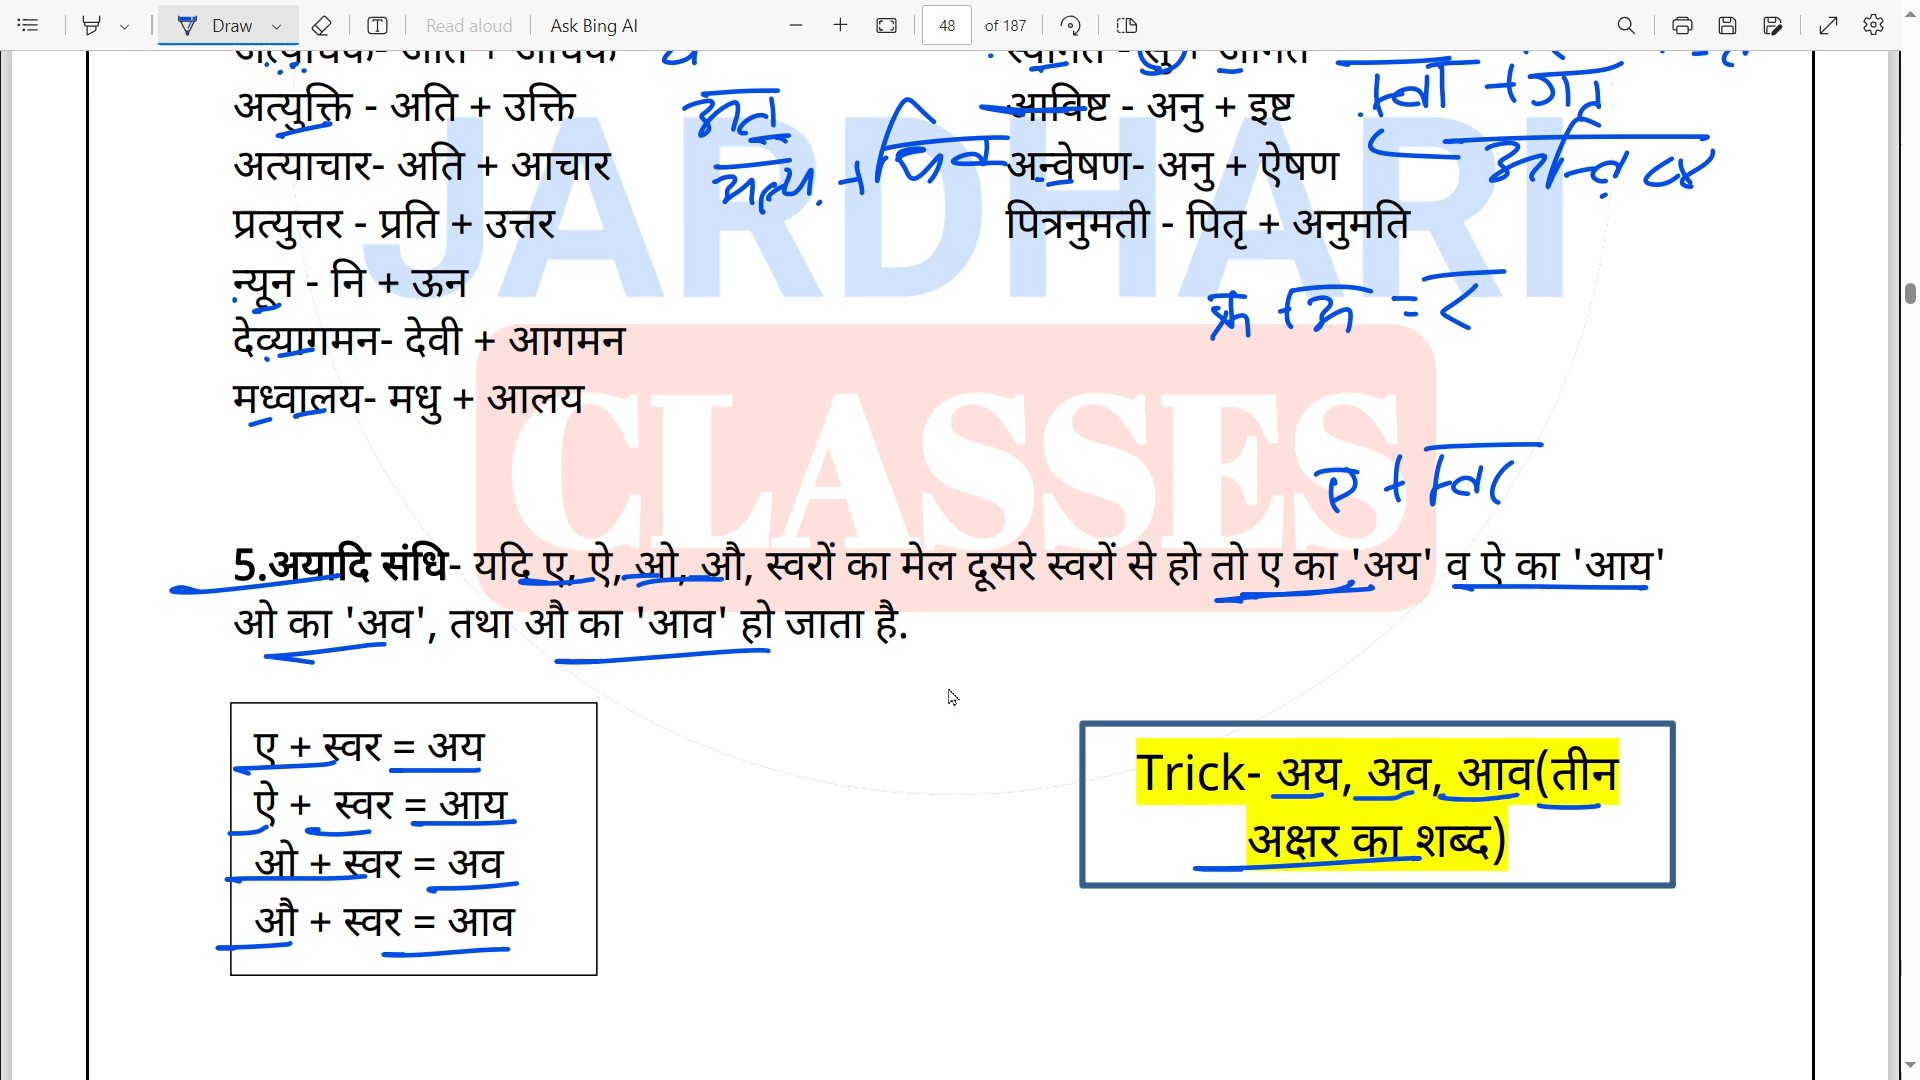 Draw
Read aloud
Ask Bing AI
48 of 187
अत्युक्ति - अति + उक्ति
अत्याचार- अति + आचार
प्रत्युत्तर - प्रति + उत्तर
न्यून - नि + ऊन
देव्यागमन- देवी + आगमन
मध्वालय- मधु + आलय
स्वागत - सु + आगत
आविष्ट - अनु + इष्ट
अन्वेषण- अनु + ऐषण
पित्रनुमती - पितृ + अनुमति
JARDHARI
CLASSES
5.अयादि संधि- यदि ए, ऐ, ओ, औ, स्वरों का मेल दूसरे स्वरों से हो तो ए का 'अय' व ऐ का 'आय'
ओ का 'अव', तथा औ का 'आव' हो जाता है.
ए + स्वर = अय
ऐ + स्वर = आय
ओ + स्वर = अव
औ + स्वर = आव
Trick- अय, अव, आव(तीन
अक्षर का शब्द)